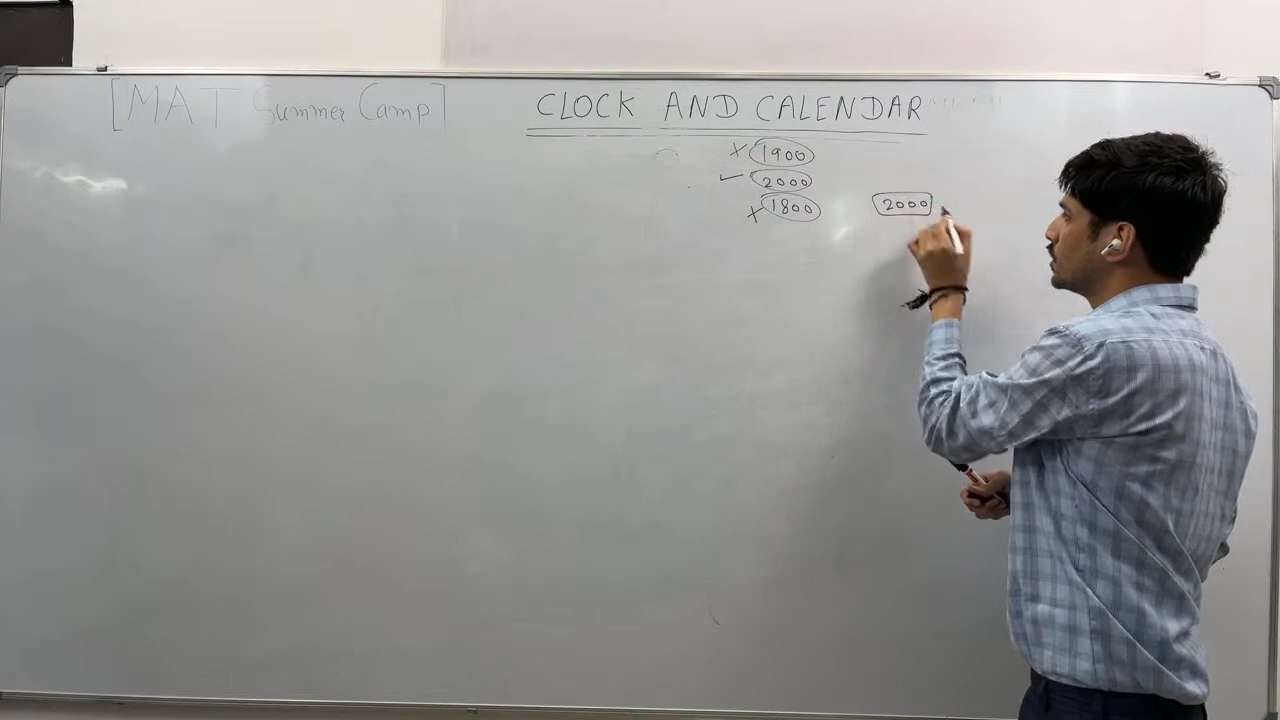 [MAT Summer Camp]
CLOCK AND CALENDAR
× 1900
✓ 2000
× 1800
2000